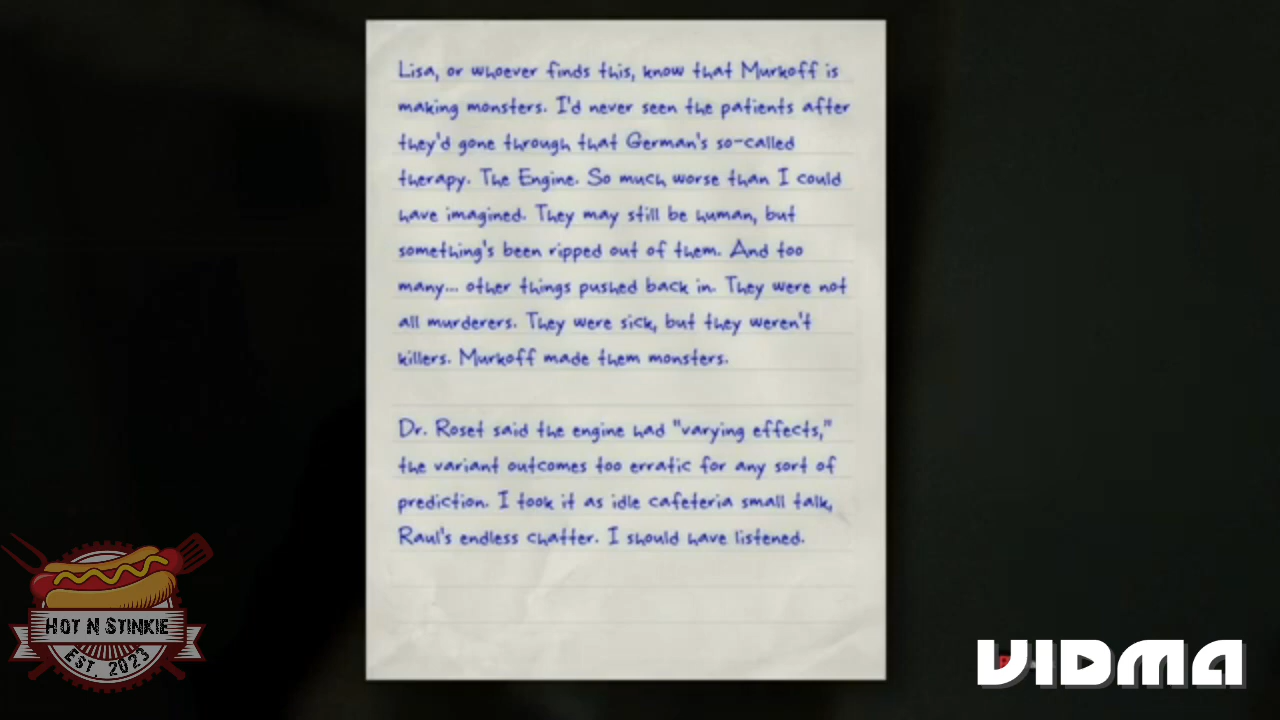 Lisa, or whoever finds this, know that Murkoff is
making monsters. I'd never seen the patients after
they'd gone through that German's so-called
therapy. The Engine. So much worse than I could
have imagined. They may still be human, but
something's been ripped out of them. And too
many... other things pushed back in. They were not
all murderers. They were sick, but they weren't
killers. Murkoff made them monsters.
Dr. Roset said the engine had "varying effects,"
the variant outcomes too erratic for any sort of
prediction. I took it as idle cafeteria small talk,
Raul's endless chatter. I should have listened.
HOT N STINKIE
EST. 2023
VIDMA